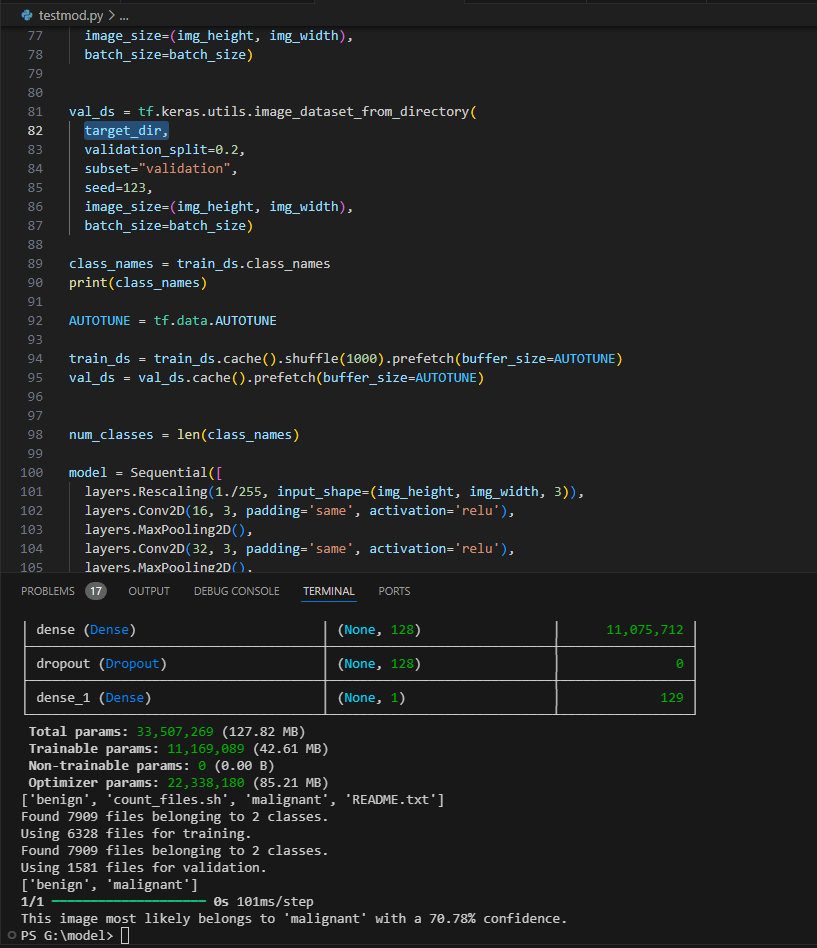 testmod.py > ...
77 image_size=(img_height, img_width),
78 batch_size=batch_size)
79
80
81 val_ds = tf.keras.utils.image_dataset_from_directory(
82 target_dir,
83 validation_split=0.2,
84 subset="validation",
85 seed=123,
86 image_size=(img_height, img_width),
87 batch_size=batch_size)
88
89 class_names = train_ds.class_names
90 print(class_names)
91
92 AUTOTUNE = tf.data.AUTOTUNE
93
94 train_ds = train_ds.cache().shuffle(1000).prefetch(buffer_size=AUTOTUNE)
95 val_ds = val_ds.cache().prefetch(buffer_size=AUTOTUNE)
96
97
98 num_classes = len(class_names)
99
100 model = Sequential([
101 layers.Rescaling(1./255, input_shape=(img_height, img_width, 3)),
102 layers.Conv2D(16, 3, padding='same', activation='relu'),
103 layers.MaxPooling2D(),
104 layers.Conv2D(32, 3, padding='same', activation='relu'),
105 layers.MaxPooling2D(),
PROBLEMS 17 OUTPUT DEBUG CONSOLE TERMINAL PORTS
dense (Dense) (None, 128) 11,075,712
dropout (Dropout) (None, 128) 0
dense_1 (Dense) (None, 1) 129
Total params: 33,507,269 (127.82 MB)
Trainable params: 11,169,089 (42.61 MB)
Non-trainable params: 0 (0.00 B)
Optimizer params: 22,338,180 (85.21 MB)
['benign', 'count_files.sh', 'malignant', 'README.txt']
Found 7909 files belonging to 2 classes.
Using 6328 files for training.
Found 7909 files belonging to 2 classes.
Using 1581 files for validation.
['benign', 'malignant']
1/1 0s 101ms/step
This image most likely belongs to 'malignant' with a 70.78% confidence.
PS G:\model>